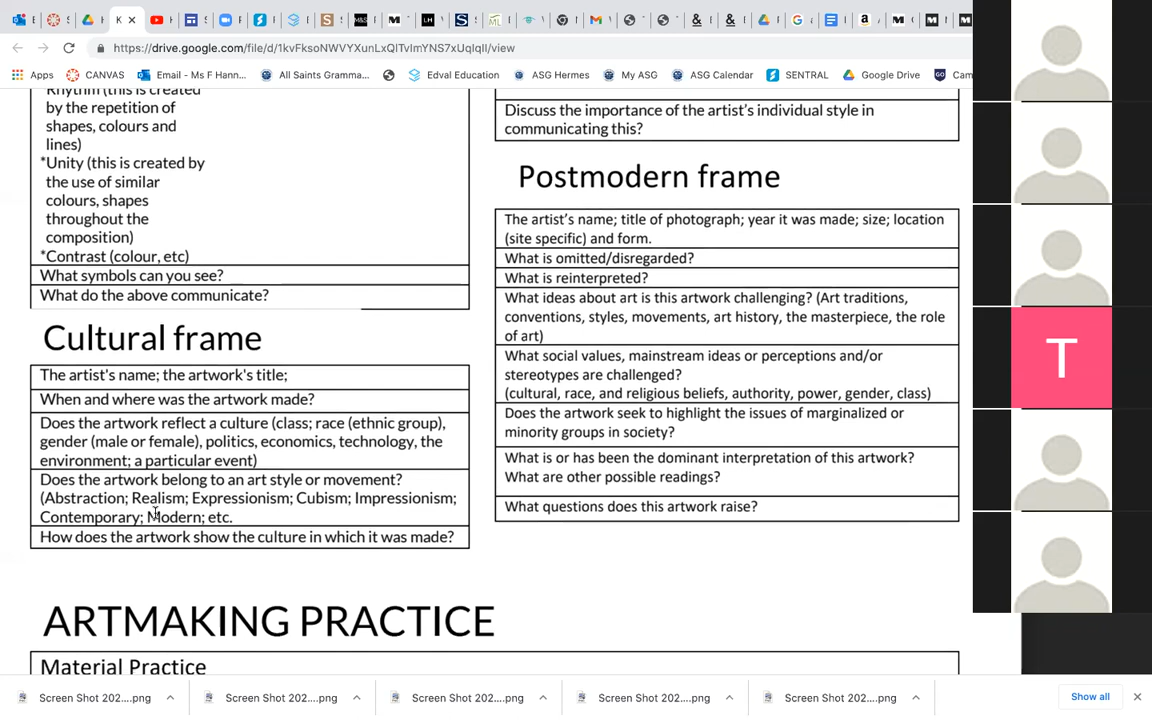 https://drive.google.com/file/d/1kvFksoNWVYXunLxQlTvlmYNS7xUqlqlI/view
Apps
CANVAS
Email - Ms F Hann...
All Saints Gramma...
Edval Education
ASG Hermes
My ASG
ASG Calendar
SENTRAL
Google Drive
Cam
Rhythm (this is created
by the repetition of
shapes, colours and
lines)
*Unity (this is created by
the use of similar
colours, shapes
throughout the
composition)
*Contrast (colour, etc)
What symbols can you see?
What do the above communicate?
Cultural frame
The artist's name; the artwork's title;
When and where was the artwork made?
Does the artwork reflect a culture (class; race (ethnic group),
gender (male or female), politics, economics, technology, the
environment; a particular event)
Does the artwork belong to an art style or movement?
(Abstraction; Realism; Expressionism; Cubism; Impressionism;
Contemporary; Modern; etc.
How does the artwork show the culture in which it was made?
Discuss the importance of the artist's individual style in
communicating this?
Postmodern frame
The artist's name; title of photograph; year it was made; size; location
(site specific) and form.
What is omitted/disregarded?
What is reinterpreted?
What ideas about art is this artwork challenging? (Art traditions,
conventions, styles, movements, art history, the masterpiece, the role
of art)
What social values, mainstream ideas or perceptions and/or
stereotypes are challenged?
(cultural, race, and religious beliefs, authority, power, gender, class)
Does the artwork seek to highlight the issues of marginalized or
minority groups in society?
What is or has been the dominant interpretation of this artwork?
What are other possible readings?
What questions does this artwork raise?
ARTMAKING PRACTICE
Material Practice
T
Screen Shot 202....png
Screen Shot 202....png
Screen Shot 202....png
Screen Shot 202....png
Screen Shot 202....png
Show all